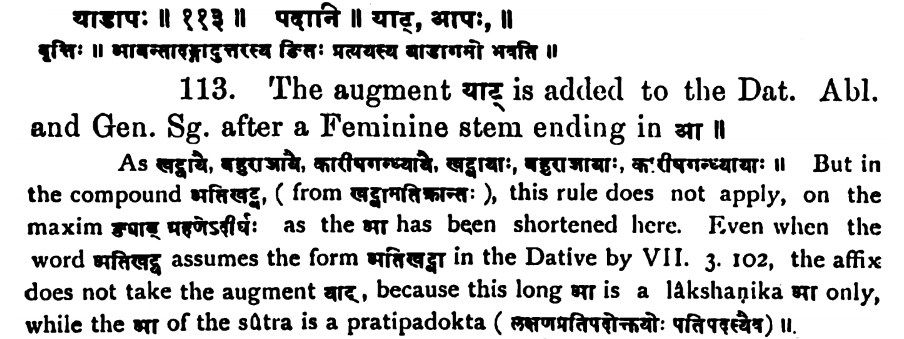 याडापः ॥ ११३ ॥ पदानि ॥ याट्, आपः, ॥
वृत्तिः ॥ आबन्तादङ्गादुत्तरस्य ङितः प्रत्ययस्य याडागमो भवति ॥
113. The augment याट् is added to the Dat. Abl.
and Gen. Sg. after a Feminine stem ending in आ ॥
As खट्वायै, बहुराजायै, कारीषगन्ध्यायै, खट्वायाः, बहुराजायाः, कारीषगन्ध्यायाः ॥ But in
the compound अतिखट्व, ( from खट्वामतिक्रान्तः ), this rule does not apply, on the
maxim ङ्याब् ग्रहणेऽदीर्घः as the आ has been shortened here. Even when the
word अतिखट्व assumes the form अतिखट्वा in the Dative by VII. 3. 102, the affix
does not take the augment याट्, because this long आ is a lâkshaṇika आ only,
while the आ of the sûtra is a pratipadokta ( लक्षणप्रतिपदोक्तयोः पतिपदस्यैव) ॥.